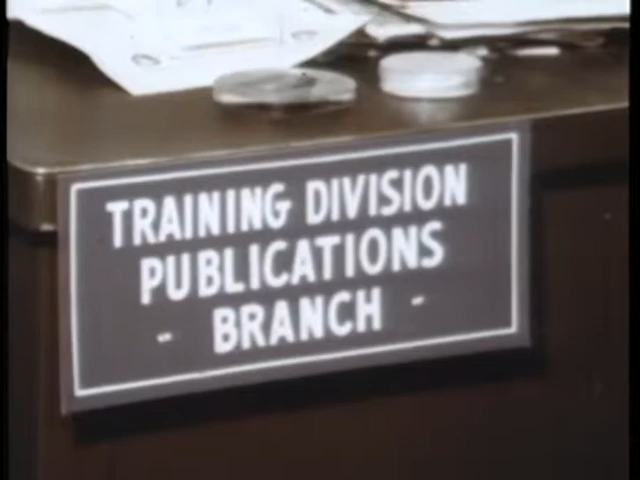 TRAINING DIVISION
PUBLICATIONS
- BRANCH -